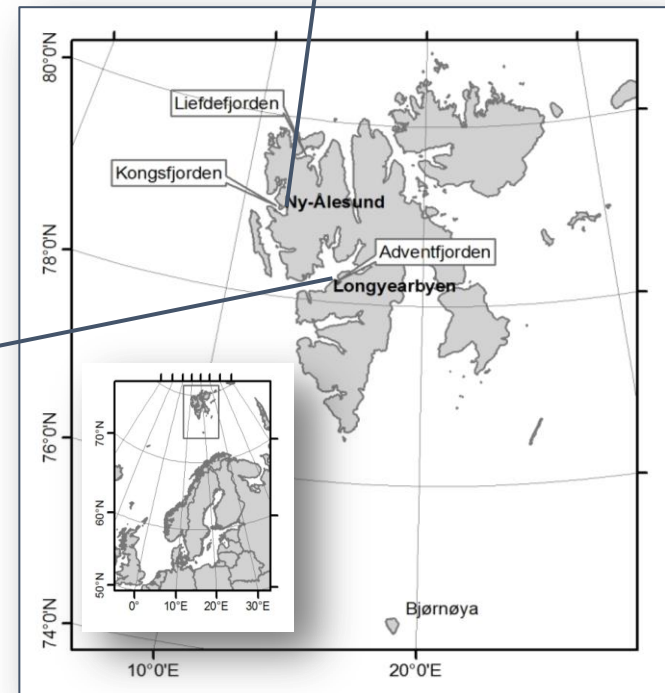 80°0'N
Liefdefjorden
Kongsfjorden
Ny-Ålesund
78°0'N
Adventfjorden
Longyearbyen
76°0'N
70°N
60°N
50°N
0°
10°E
20°E
30°E
Bjørnøya
74°0'N
10°0'E
20°0'E